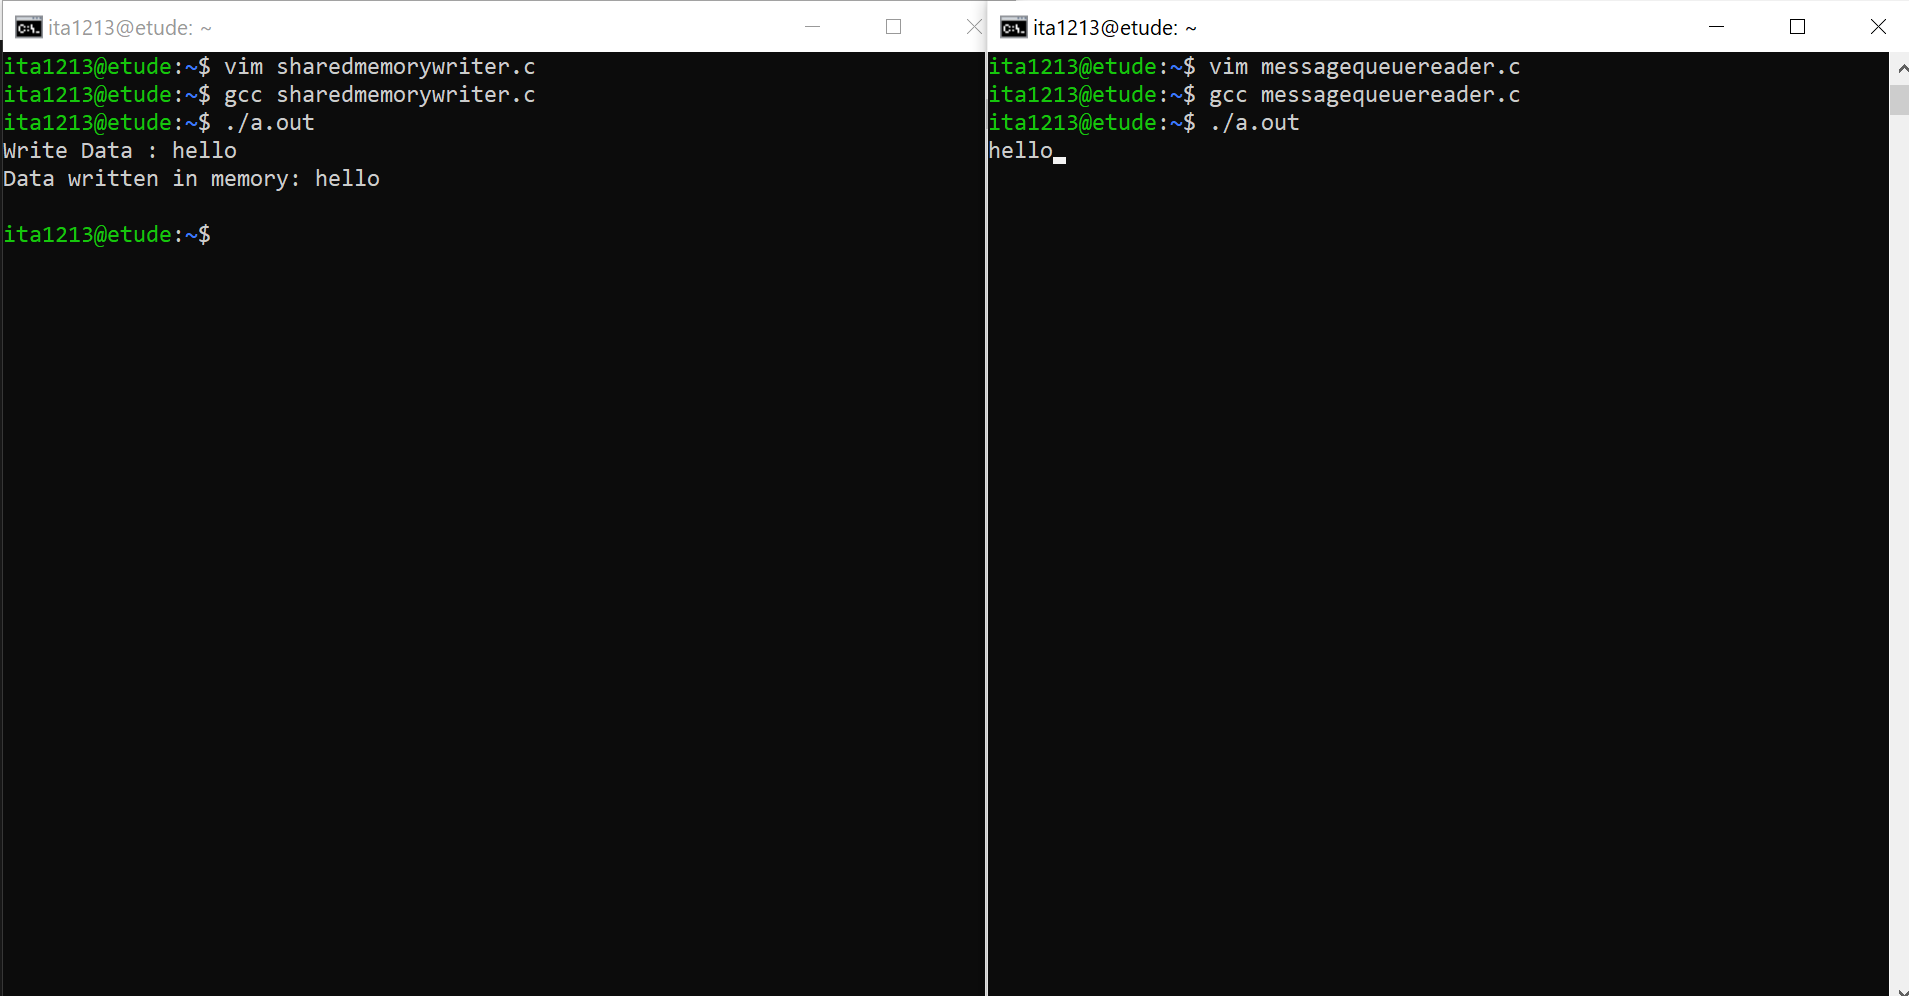 ita1213@etude: ~
ita1213@etude:~$ vim sharedmemorywriter.c
ita1213@etude:~$ gcc sharedmemorywriter.c
ita1213@etude:~$ ./a.out
Write Data : hello
Data written in memory: hello
ita1213@etude:~$
ita1213@etude: ~
ita1213@etude:~$ vim messagequeuereader.c
ita1213@etude:~$ gcc messagequeuereader.c
ita1213@etude:~$ ./a.out
hello